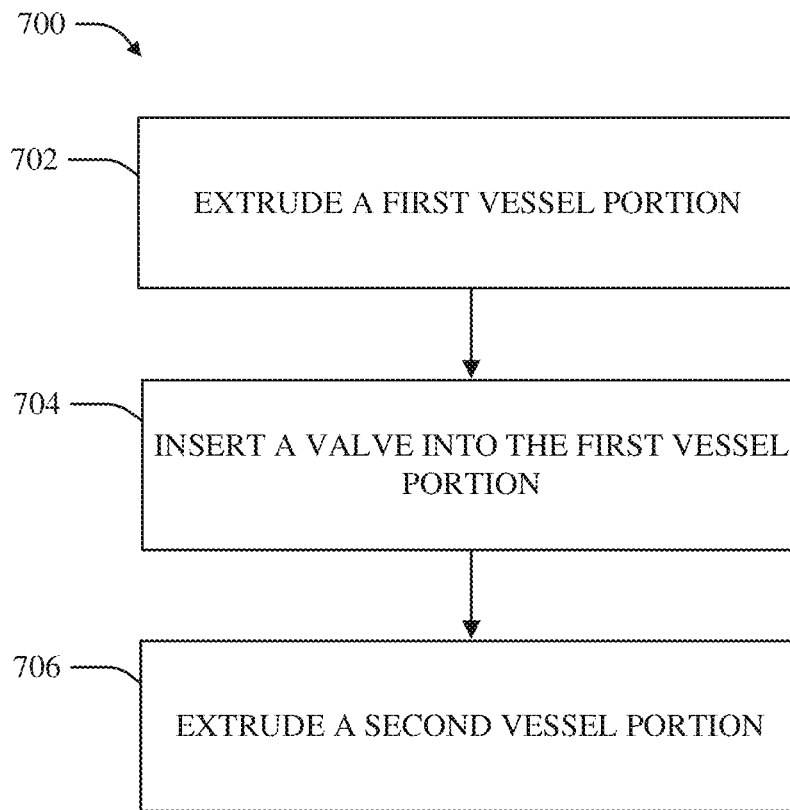 700
702
EXTRUDE A FIRST VESSEL PORTION
704
INSERT A VALVE INTO THE FIRST VESSEL
PORTION
706
EXTRUDE A SECOND VESSEL PORTION